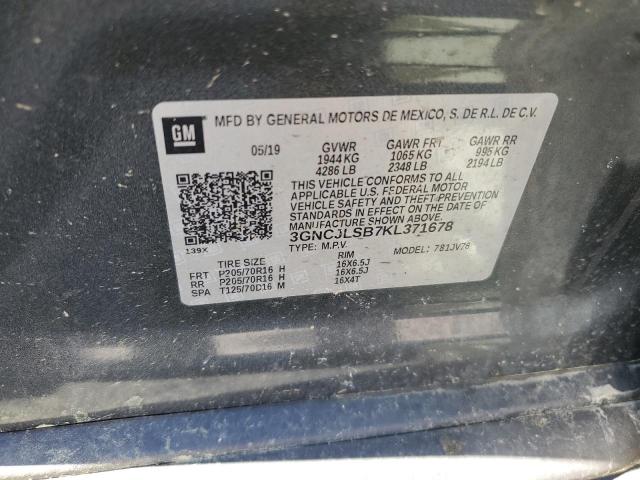 GM
MFD BY GENERAL MOTORS DE MEXICO, S. DE R.L. DE C.V.
05/19 GVWR GAWR FRT GAWR RR
1944 KG 1065 KG 995 KG
4286 LB 2348 LB 2194 LB
THIS VEHICLE CONFORMS TO ALL
APPLICABLE U.S. FEDERAL MOTOR
VEHICLE SAFETY AND THEFT PREVENTION
STANDARDS IN EFFECT ON THE DATE OF
MANUFACTURE SHOWN ABOVE.
139X 3GNCJLSB7KL371678
TYPE: M.P.V. MODEL: 781JV76
TIRE SIZE RIM
FRT P205/70R16 H 16X6.5J
RR P205/70R16 H 16X6.5J
SPA T125/70D16 M 16X4T